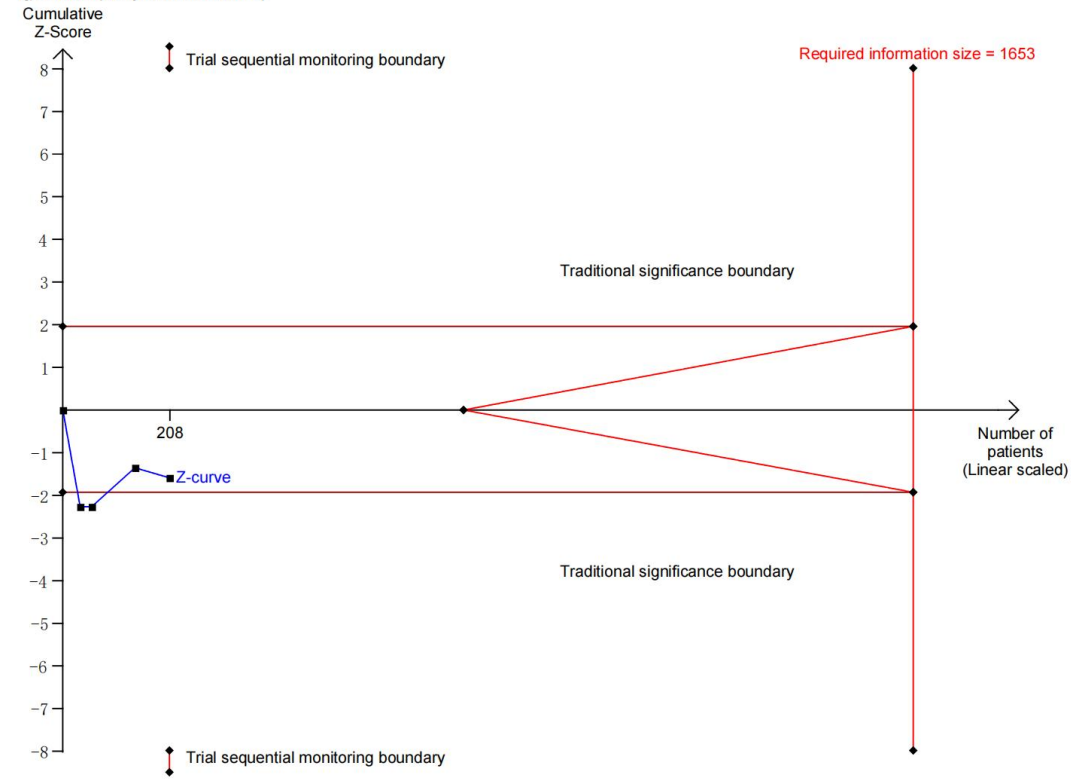 Cumulative
Z-Score
Trial sequential monitoring boundary
Required information size = 1653
8
7
6
5
4
3
Traditional significance boundary
2
1
208
Number of
patients
(Linear scaled)
-1
Z-curve
-2
-3
Traditional significance boundary
-4
-5
-6
-7
-8
Trial sequential monitoring boundary